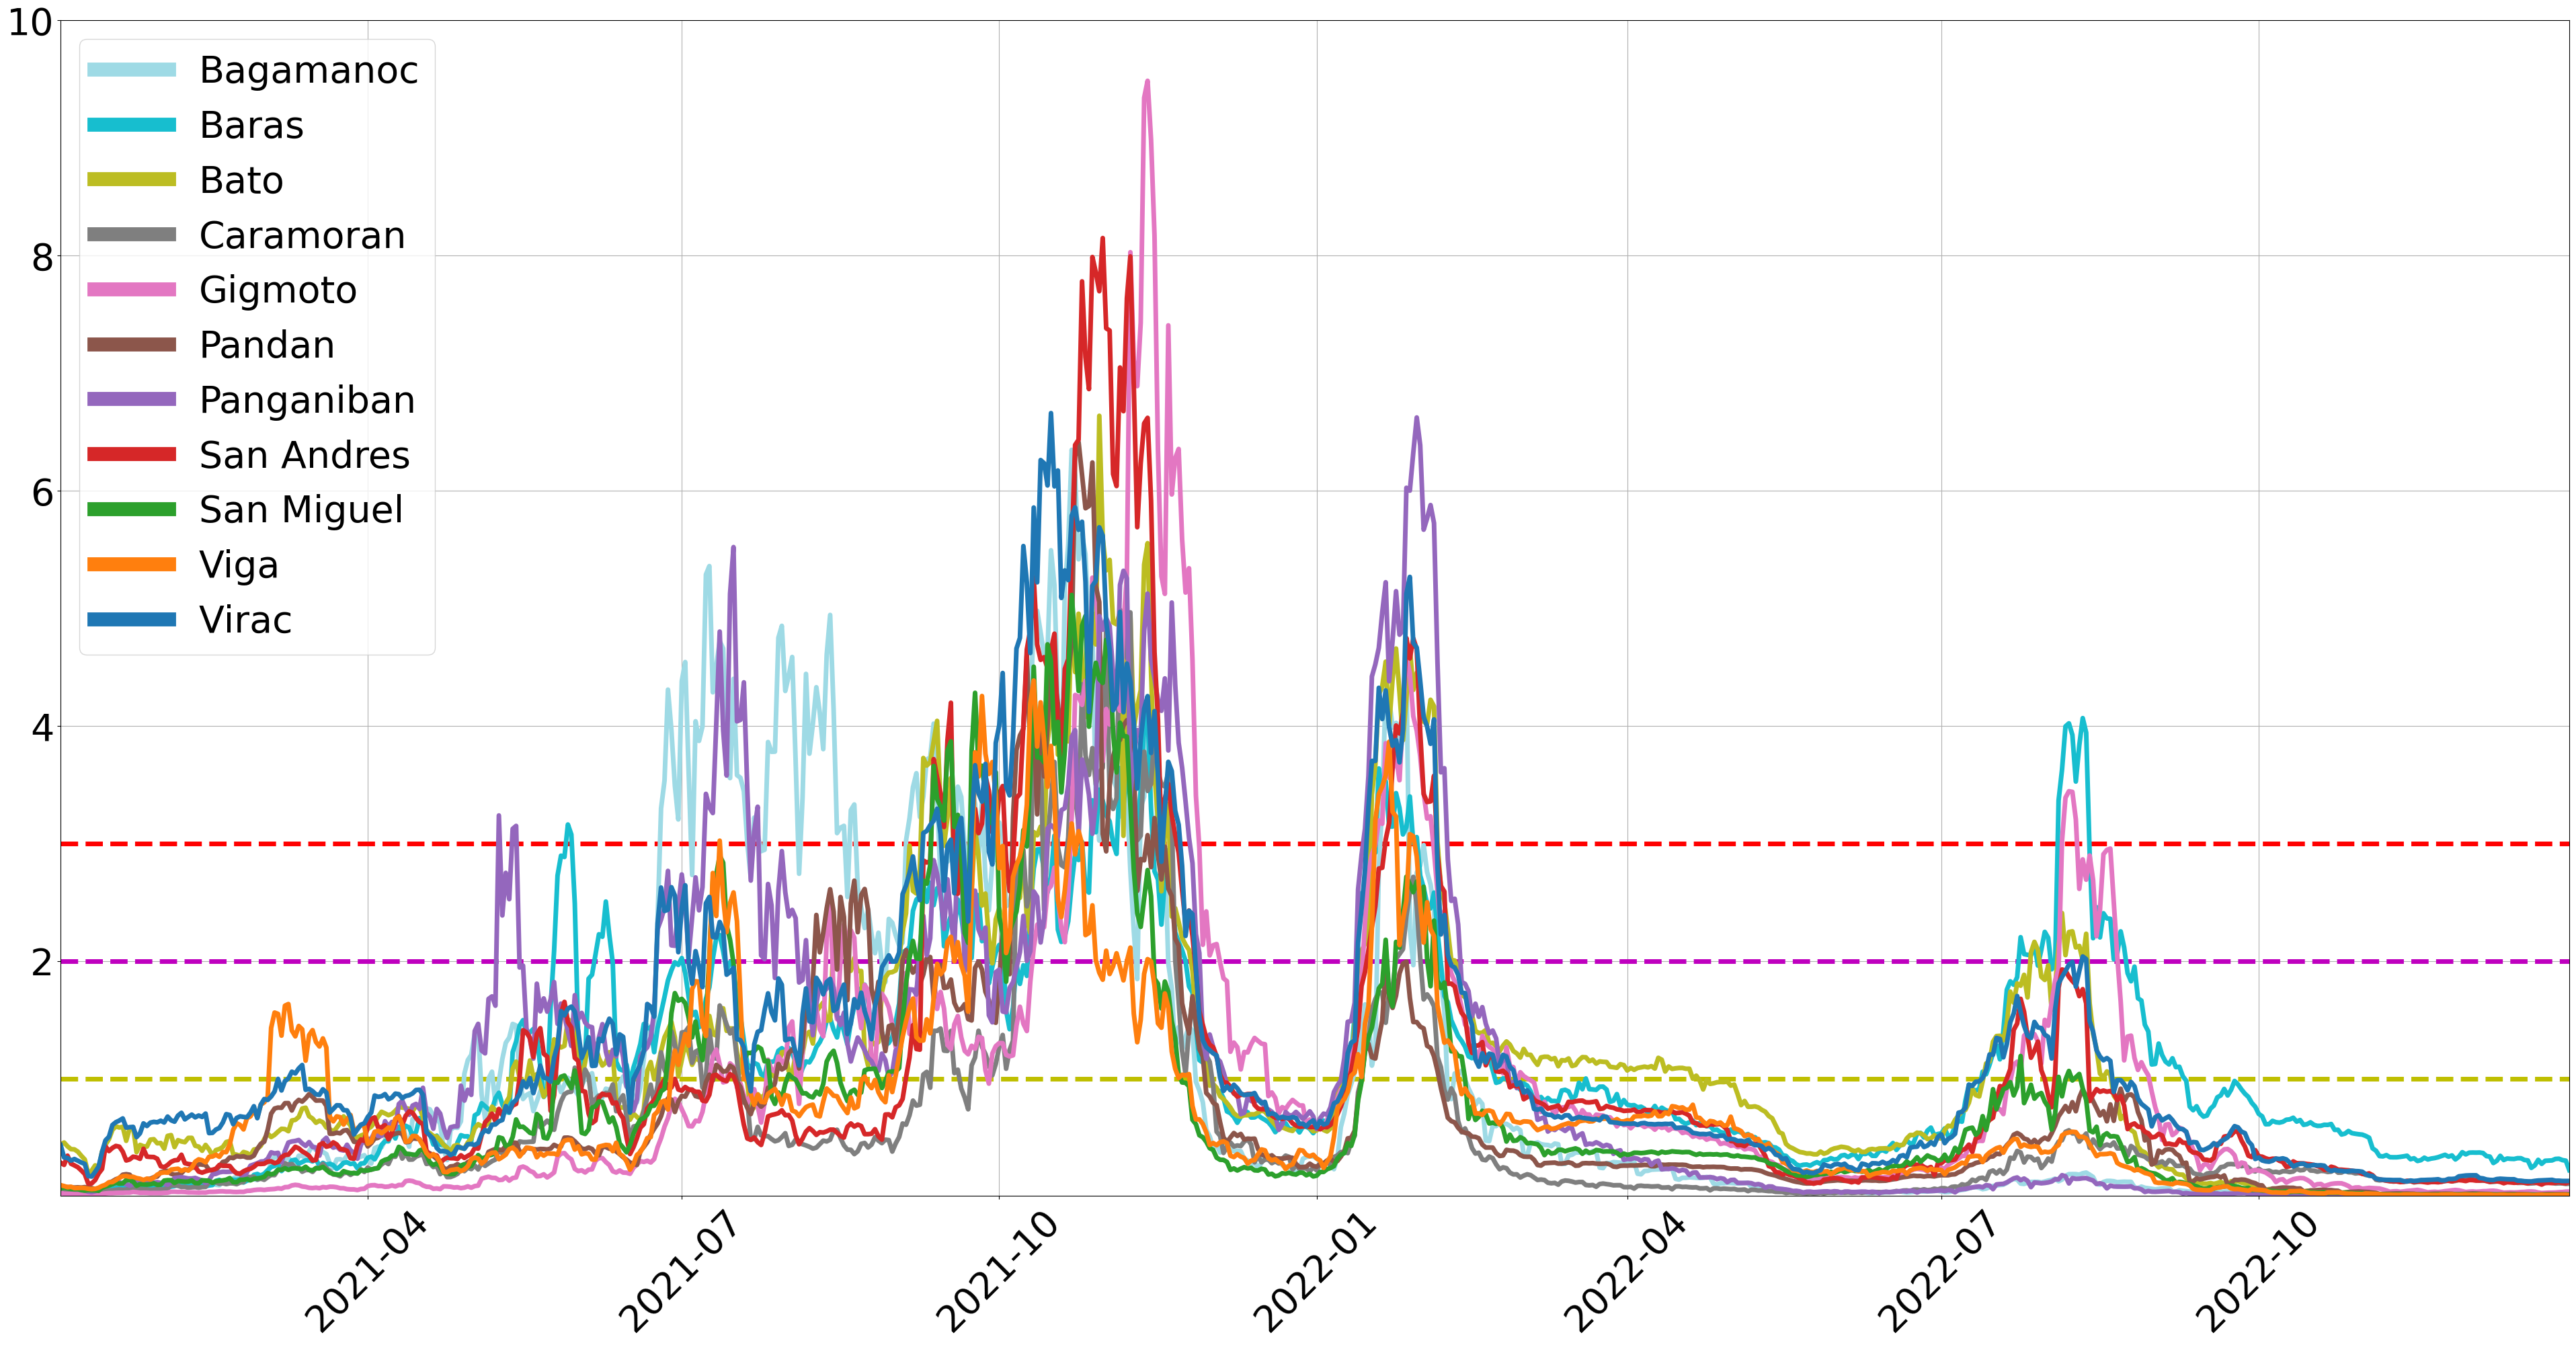 10
8
6
4
2
Bagamanoc
Baras
Bato
Caramoran
Gigmoto
Pandan
Panganiban
San Andres
San Miguel
Viga
Virac
2021-04
2021-07
2021-10
2022-01
2022-04
2022-07
2022-10